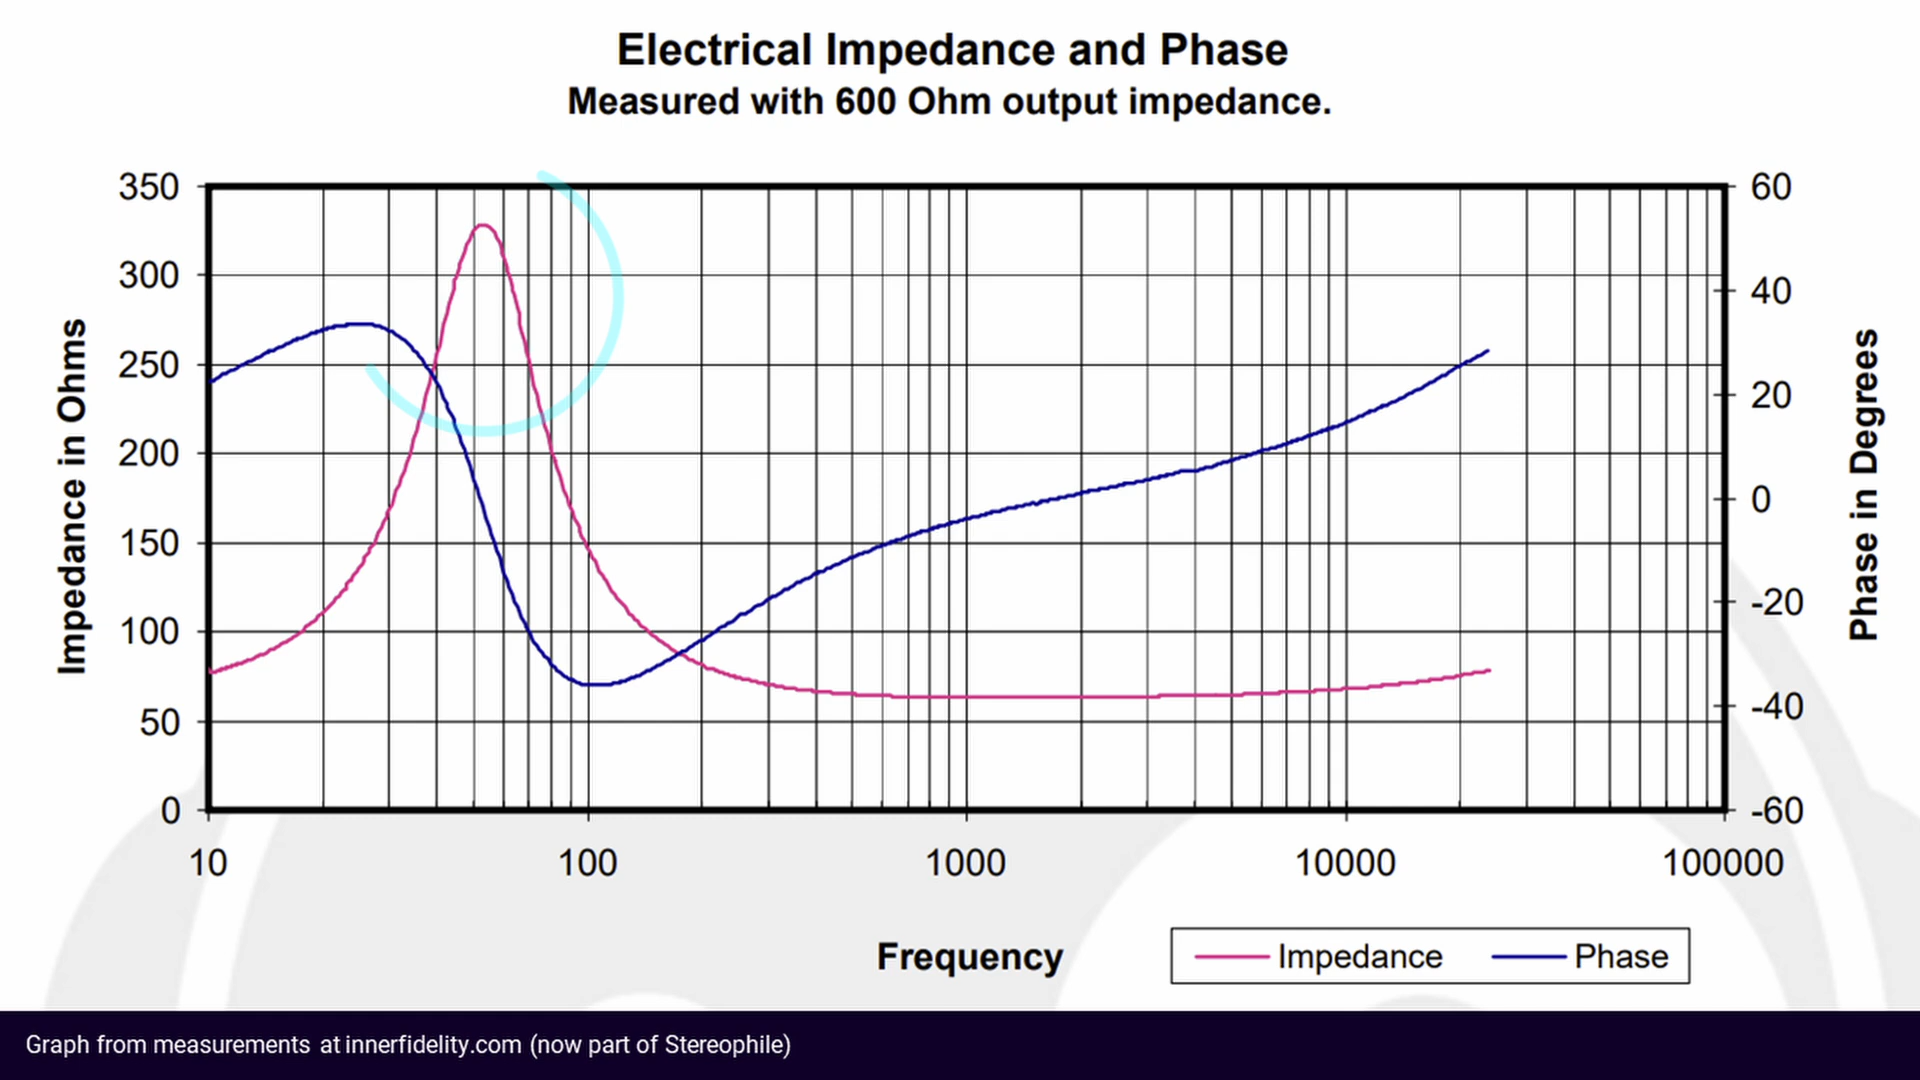 Electrical Impedance and Phase
Measured with 600 Ohm output impedance.
350
300
250
200
150
100
50
0
Impedance in Ohms
60
40
20
0
-20
-40
-60
Phase in Degrees
10 100 1000 10000 100000
Frequency
Impedance Phase
Graph from measurements at innerfidelity.com (now part of Stereophile)